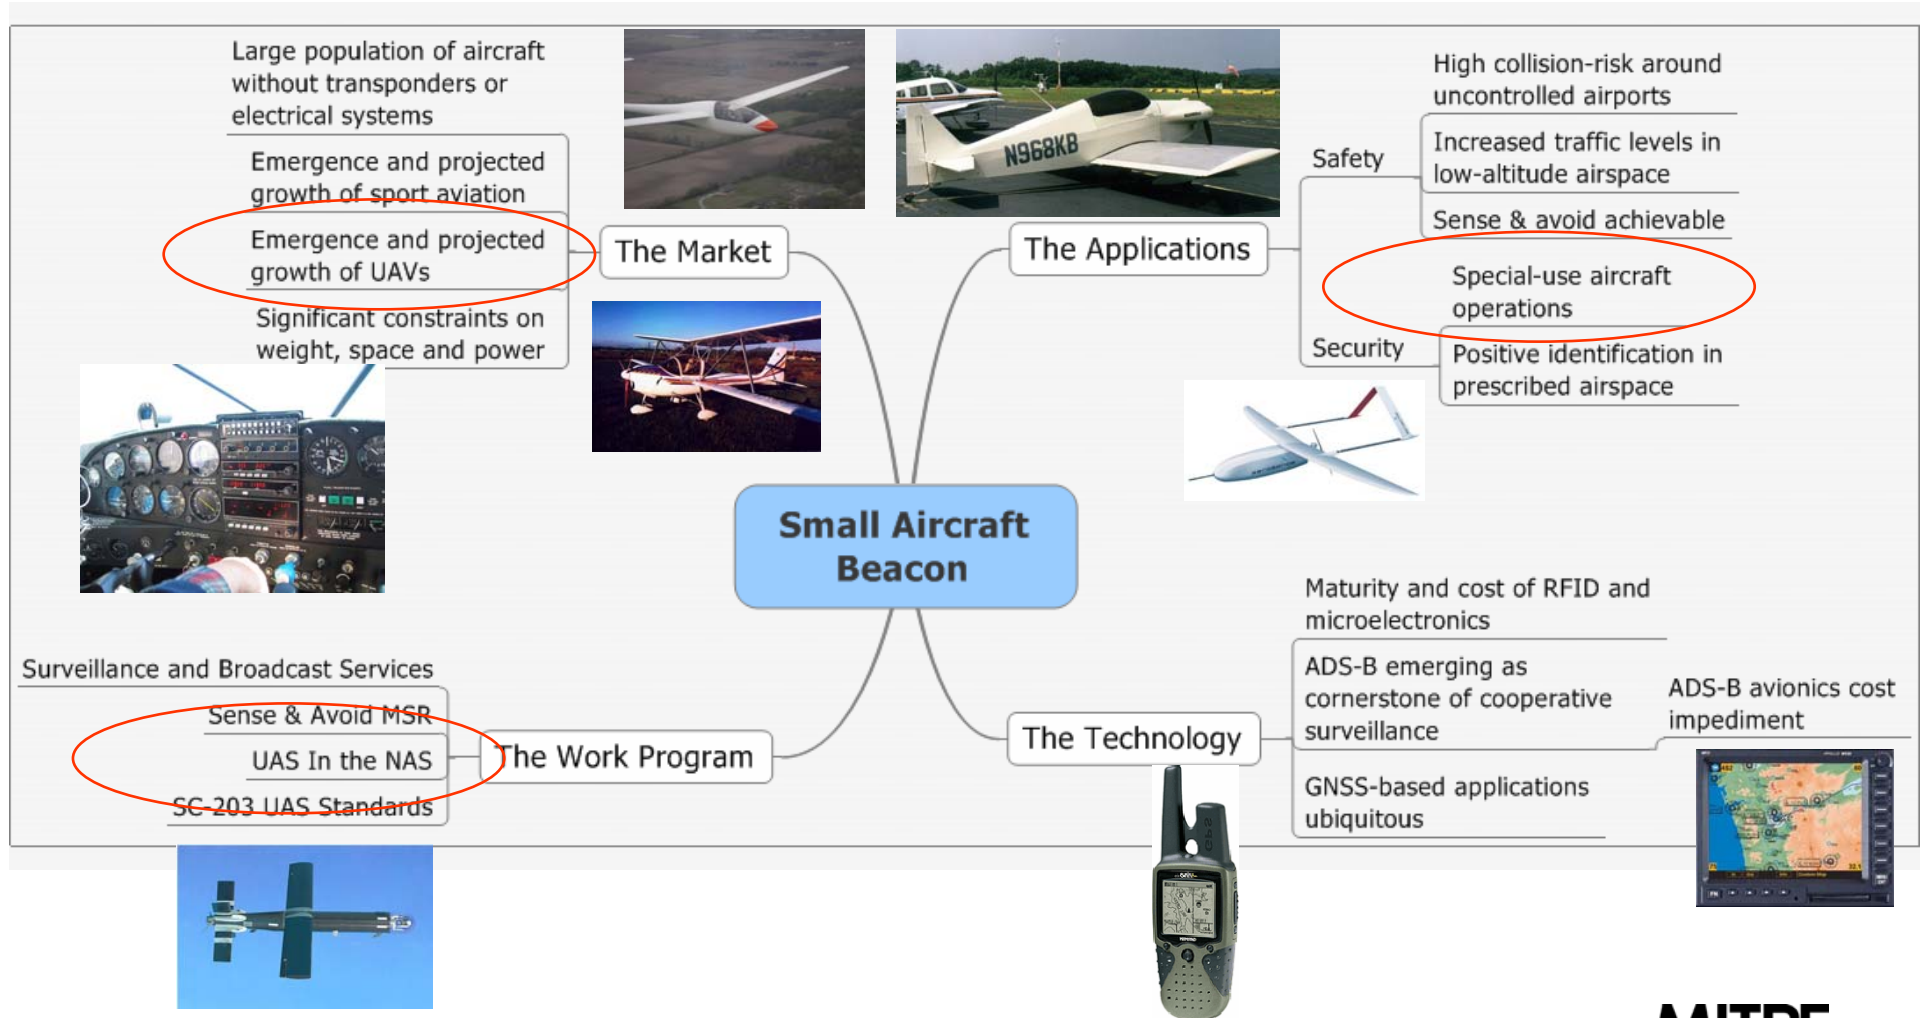 Large population of aircraft
without transponders or
electrical systems
Emergence and projected
growth of sport aviation
Emergence and projected
growth of UAVs
Significant constraints on
weight, space and power
The Market
N968KB
The Applications
Safety
High collision-risk around
uncontrolled airports
Increased traffic levels in
low-altitude airspace
Sense & avoid achievable
Security
Special-use aircraft
operations
Positive identification in
prescribed airspace
Small Aircraft
Beacon
Surveillance and Broadcast Services
Sense & Avoid MSR
UAS In the NAS
SC-203 UAS Standards
The Work Program
The Technology
Maturity and cost of RFID and
microelectronics
ADS-B emerging as
cornerstone of cooperative
surveillance
ADS-B avionics cost
impediment
GNSS-based applications
ubiquitous
MITRE